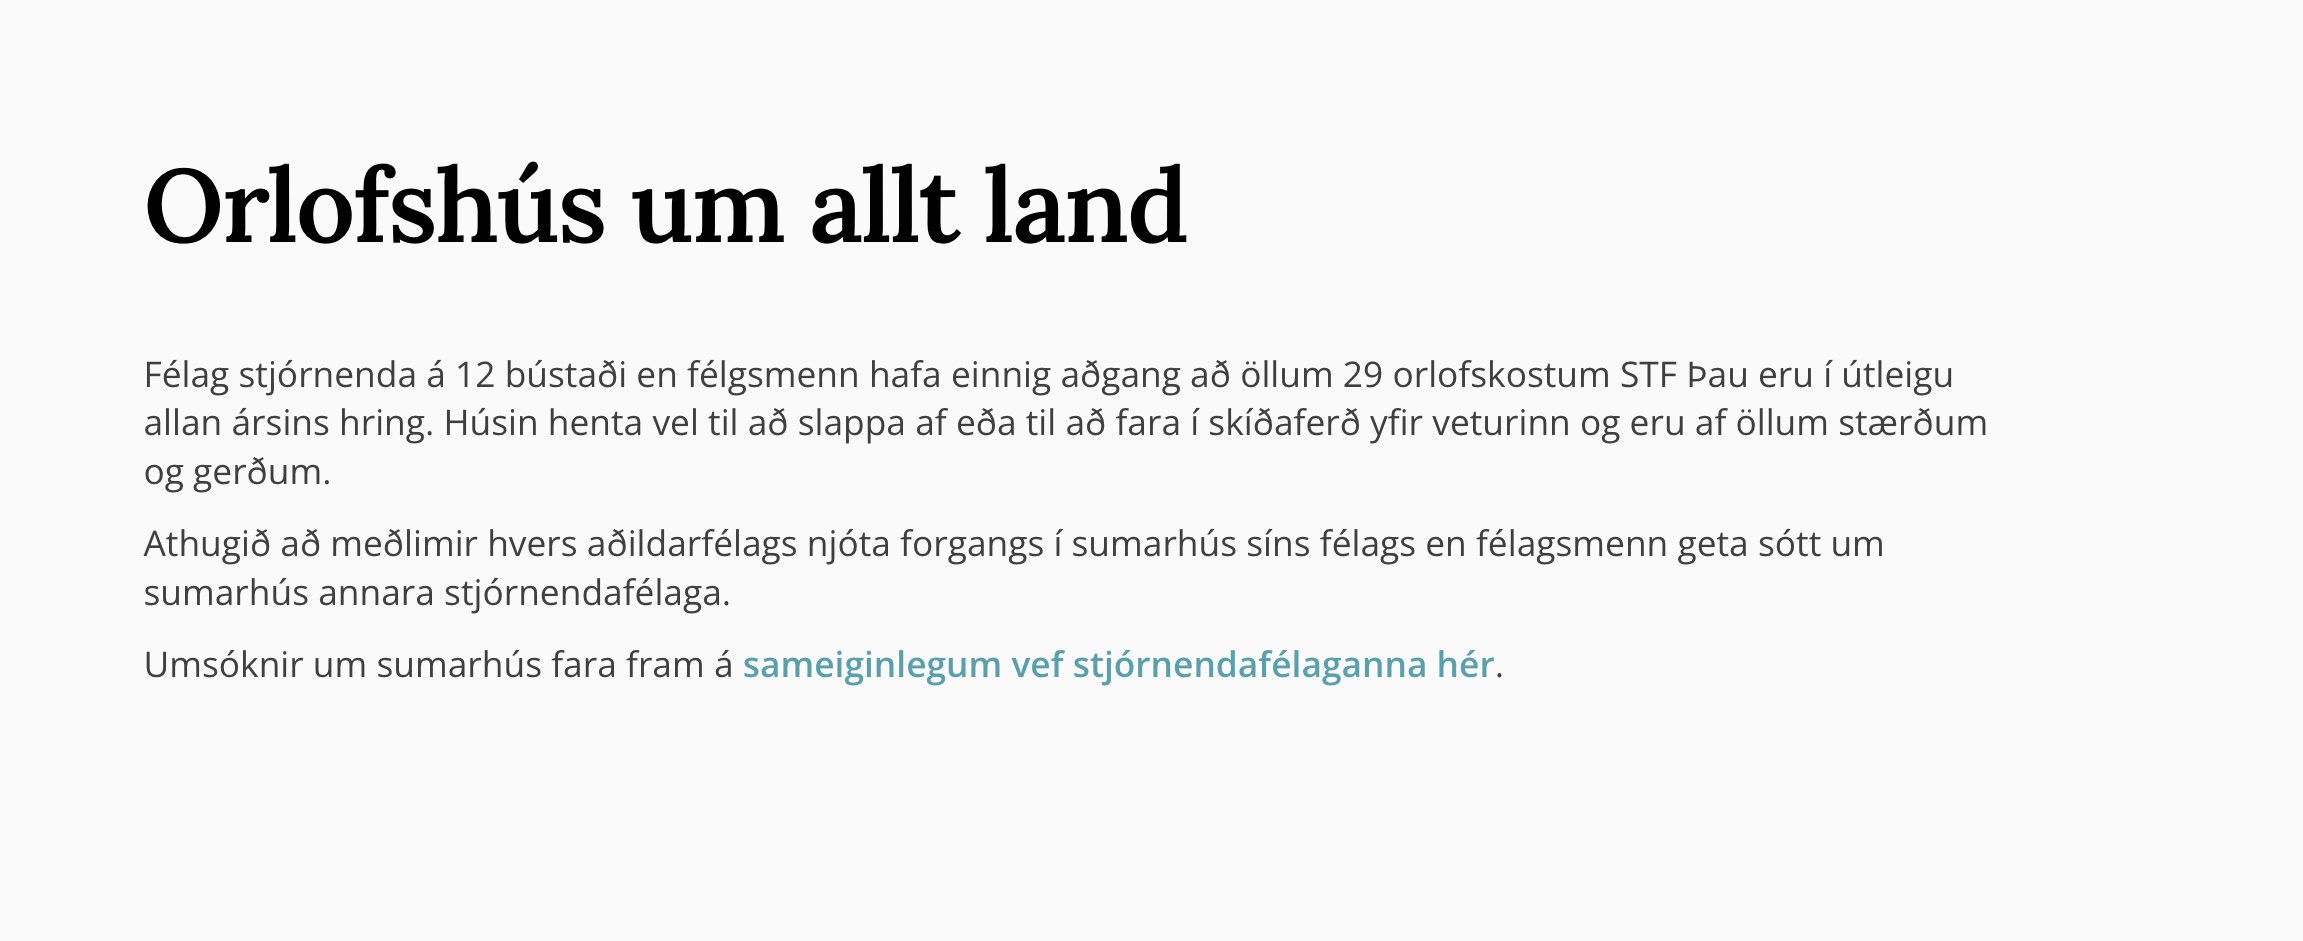 Orlofshús um allt land
Félag stjórnenda á 12 bústaði en félgsmenn hafa einnig aðgang að öllum 29 orlofskostum STF Þau eru í útleigu
allan ársins hring. Húsin henta vel til að slappa af eða til að fara í skíðaferð yfir veturinn og eru af öllum stærðum
og gerðum.
Athugið að meðlimir hvers aðildarfélags njóta forgangs í sumarhús síns félags en félagsmenn geta sótt um
sumarhús annara stjórnendafélaga.
Umsóknir um sumarhús fara fram á sameiginlegum vef stjórnendafélaganna hér.